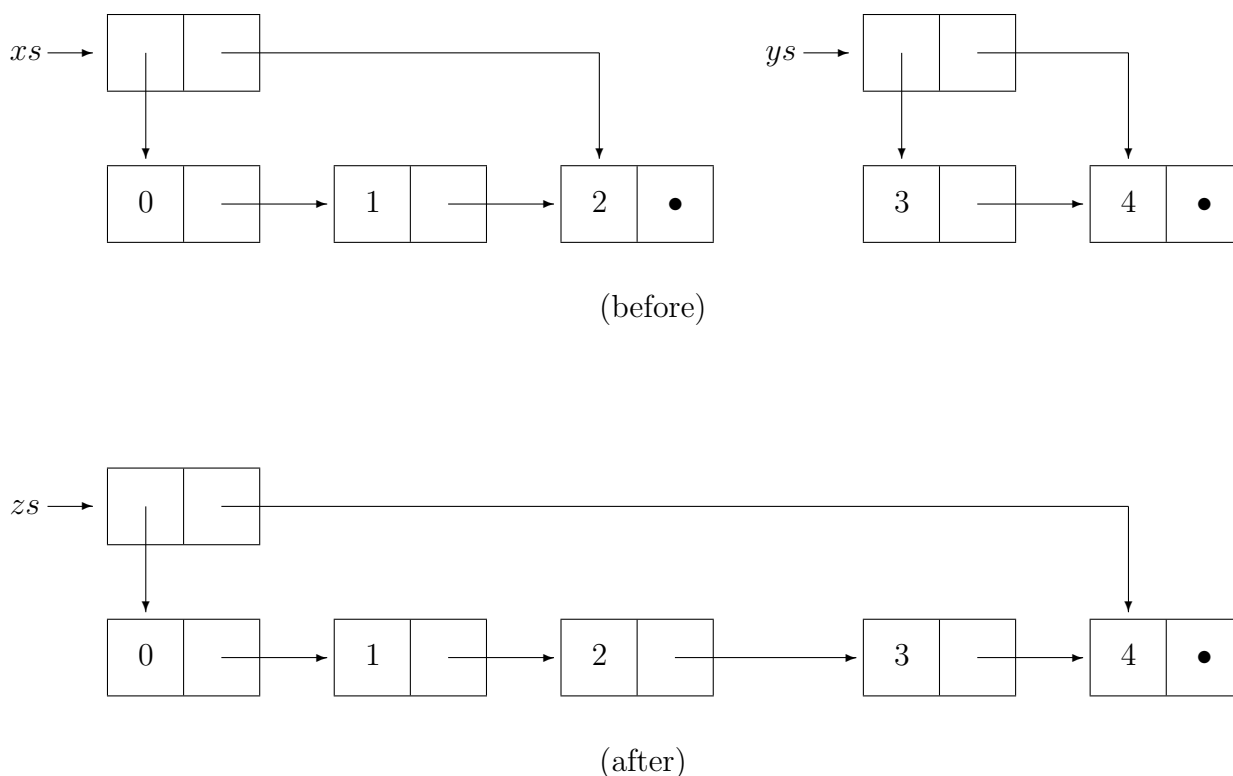 xs ys
0 1 2 • 3 4 •
(before)
zs
0 1 2 3 4 •
(after)